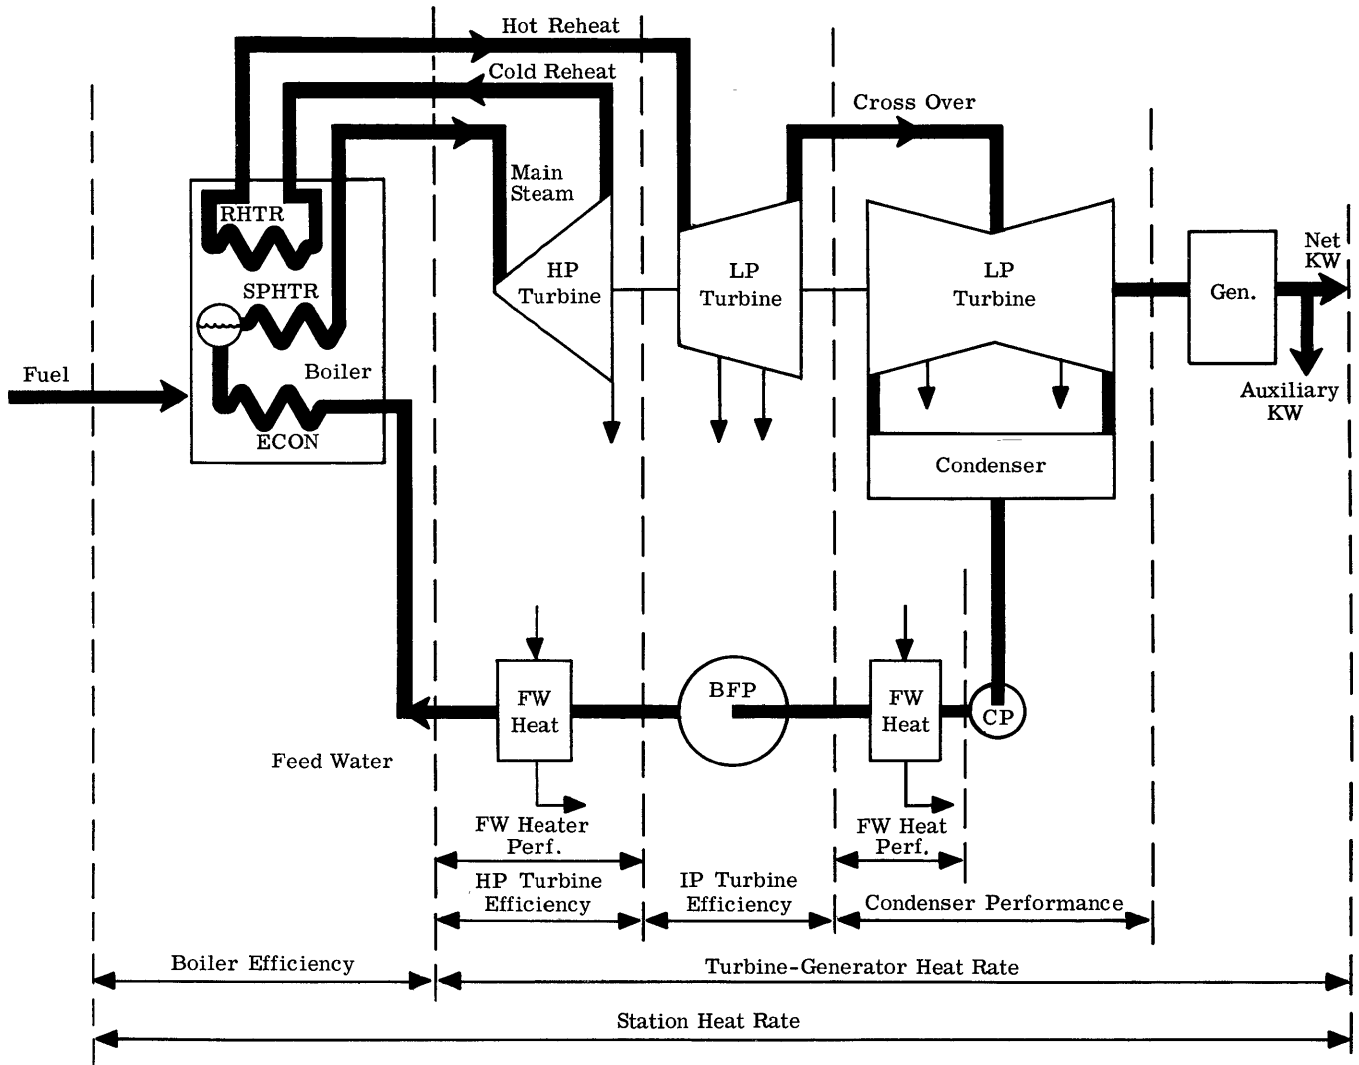 Hot Reheat
Cold Reheat
Cross Over
Main
Steam
RHTR
SPHTR
Boiler
ECON
Fuel
HP
Turbine
LP
Turbine
LP
Turbine
Gen.
Net
KW
Auxiliary
KW
Condenser
FW
Heat
BFP
FW
Heat
CP
Feed Water
FW Heater
Perf.
FW Heat
Perf.
HP Turbine
Efficiency
IP Turbine
Efficiency
Condenser Performance
Boiler Efficiency
Turbine-Generator Heat Rate
Station Heat Rate